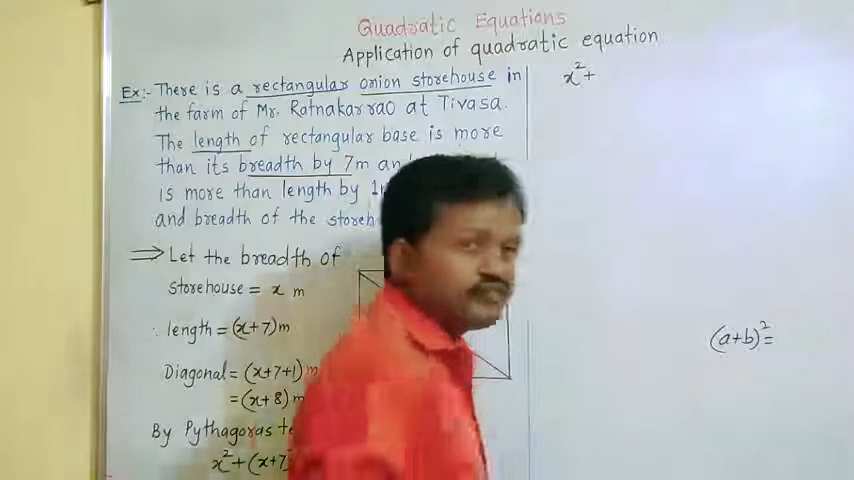 Quadratic Equations
Application of quadratic equation
Ex:- There is a rectangular onion storehouse in
the farm of Mr. Ratnakarrao at Tivasa.
The length of rectangular base is more
than its breadth by 7m
is more than length by
and breadth of the
⟹ Let the breadth of
storehouse = x m
∴ length = (x+7)m
Diagonal = (x+7+1)m
= (x+8)m
By Pythagoras
x²+(x+7
x²+
(a+b)²=